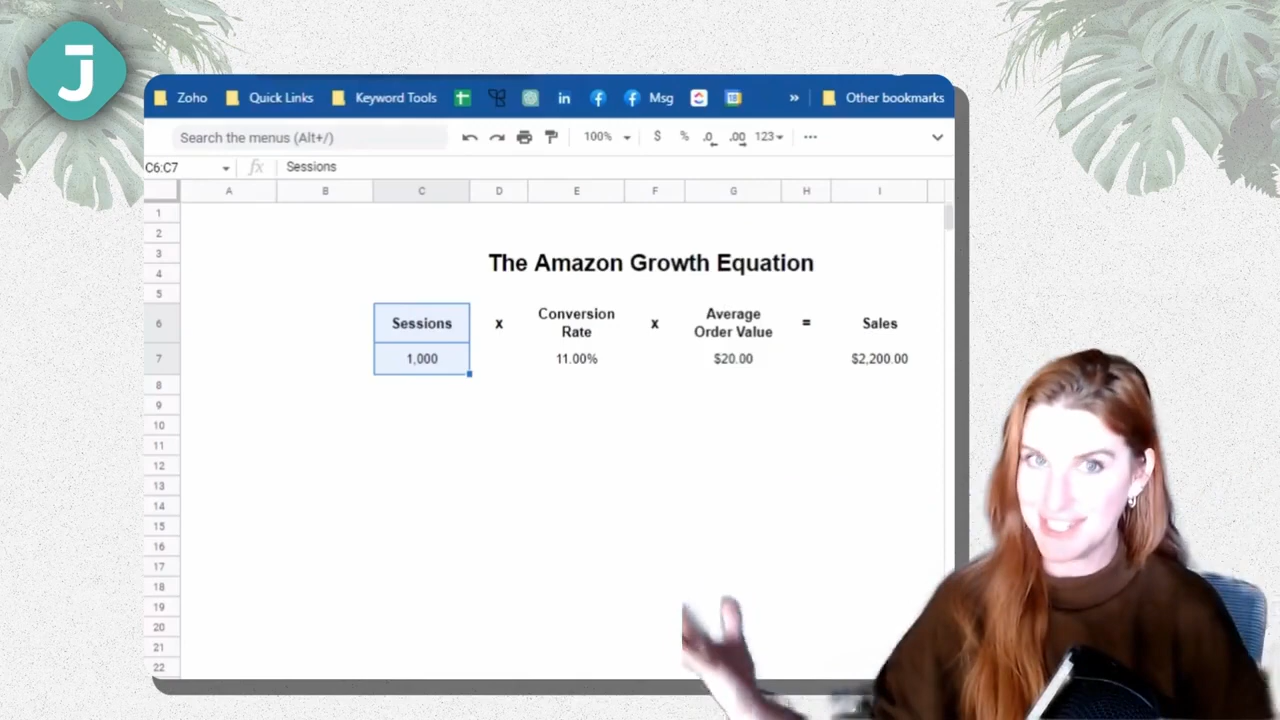 J
Zoho Quick Links Keyword Tools in Msg 18 » Other bookmarks
Search the menus (Alt+/) 100% $ % .0 .00 123 ...
C6:C7 fx Sessions
A B C D E F G H I
1
2
3
The Amazon Growth Equation
4
5
6 Sessions x Conversion Rate x Average Order Value = Sales
7 1,000 11.00% $20.00 $2,200.00
8
9
10
11
12
13
14
15
16
17
18
19
20
21
22